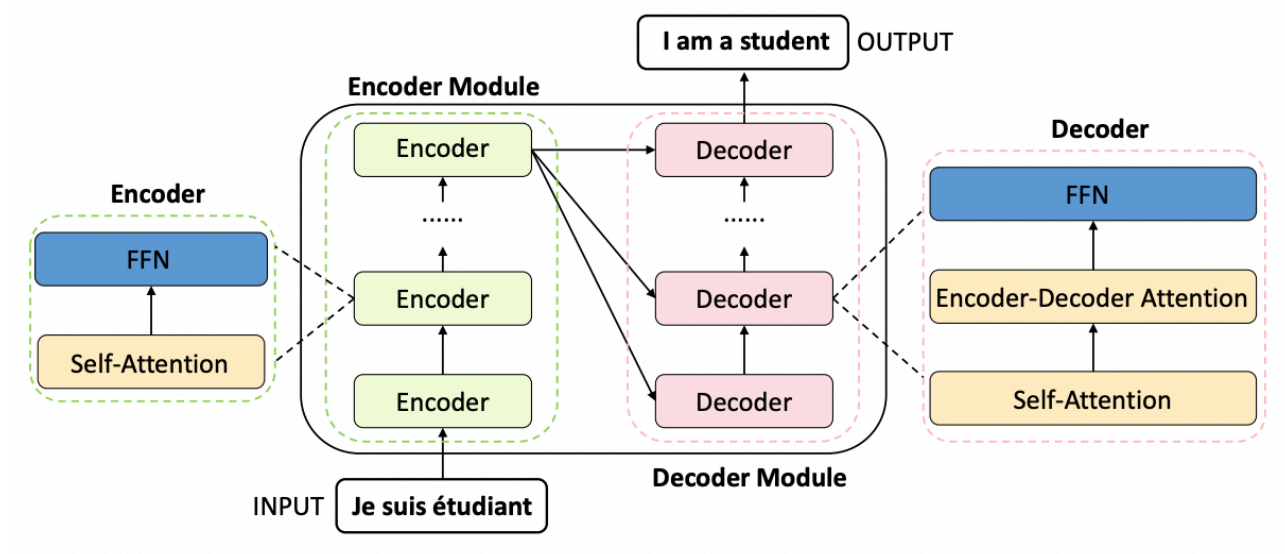 I am a student OUTPUT
Encoder Module
Encoder
FFN
Self-Attention
Encoder
......
Encoder
Encoder
Decoder
......
Decoder
Decoder
Decoder
FFN
Encoder-Decoder Attention
Self-Attention
Decoder Module
INPUT Je suis étudiant